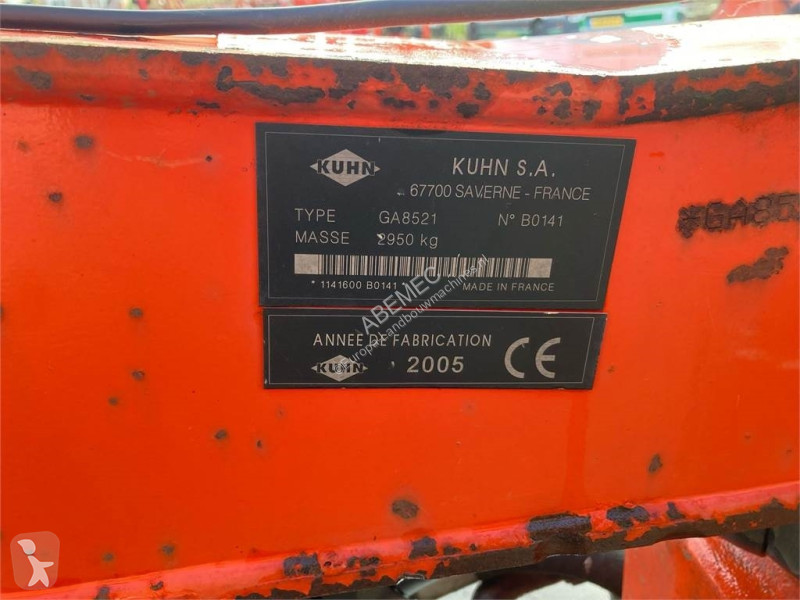 KUHN
KUHN S.A.
67700 SAVERNE - FRANCE
TYPE GA8521 N° B0141
MASSE 2950 kg
* 1141600 B0141 * MADE IN FRANCE
ANNEE DE FABRICATION
KUHN 2005 CE
ABEMEC